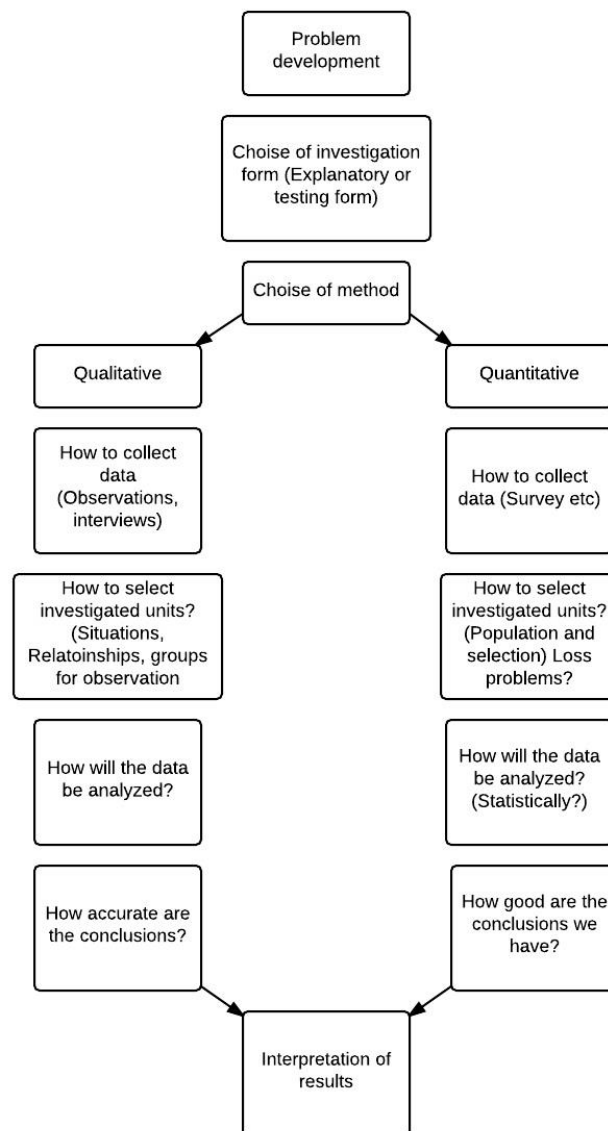 Problem
development
Choise of investigation
form (Explanatory or
testing form)
Choise of method
Qualitative
Quantitative
How to collect
data
(Observations,
interviews)
How to collect
data (Survey etc)
How to select
investigated units?
(Situations,
Relatoinships, groups
for observation
How to select
investigated units?
(Population and
selection) Loss
problems?
How will the data
be analyzed?
How will the data
be analyzed?
(Statistically?)
How accurate are
the conclusions?
How good are the
conclusions we
have?
Interpretation of
results